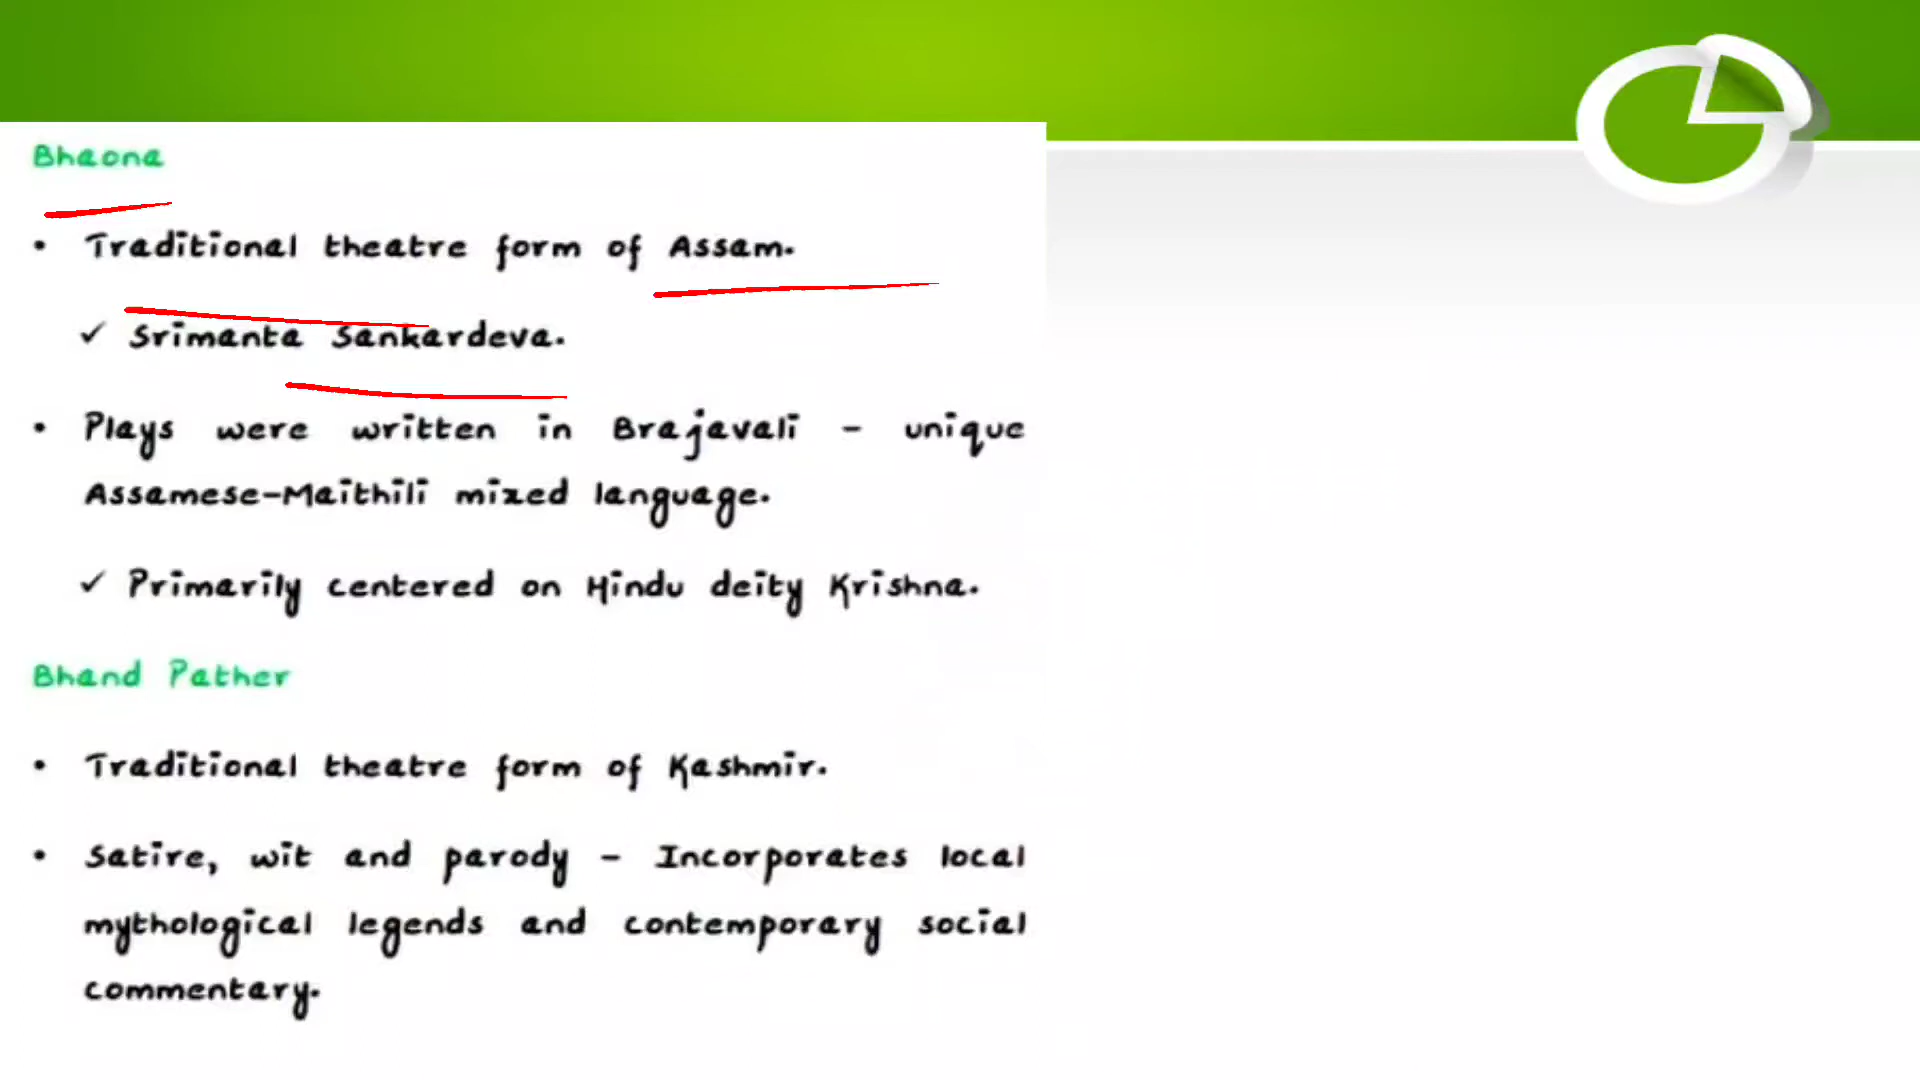 Bhaona
• Traditional theatre form of Assam.
✓ Srimanta Sankardeva.
• Plays were written in Brajavali – unique
Assamese-Maithili mixed language.
✓ Primarily centered on Hindu deity Krishna.
Bhand Pather
• Traditional theatre form of Kashmir.
• Satire, wit and parody – Incorporates local
mythological legends and contemporary social
commentary.